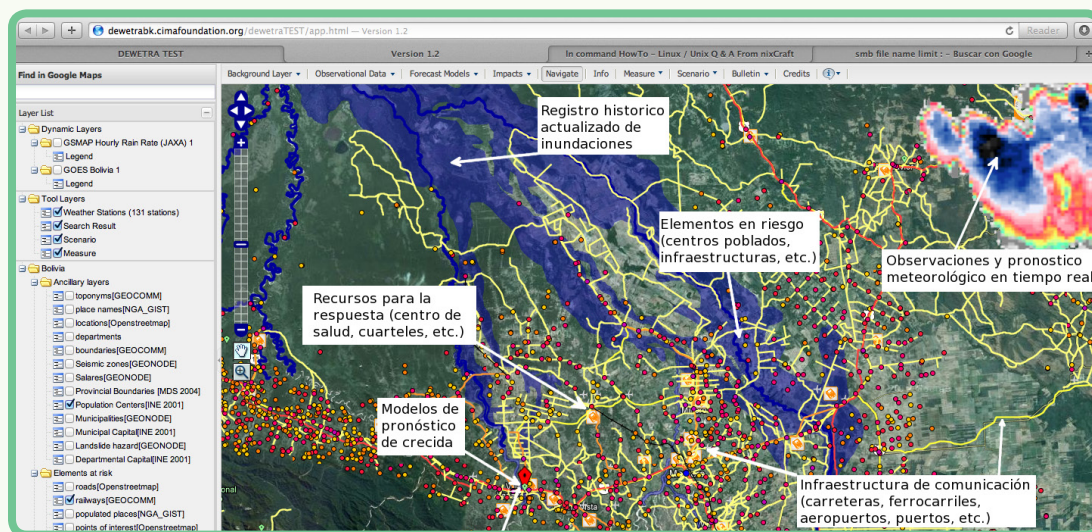 dewetrabk.cimafoundation.org/dewetraTEST/app.html — Version 1.2
Reader
DEWETRA TEST
Version 1.2
In command HowTo – Linux / Unix Q & A From nixCraft
smb file name limit : – Buscar con Google
Find in Google Maps
Background Layer
Observational Data
Forecast Models
Impacts
Navigate
Info
Measure
Scenario
Bulletin
Credits
Layer List
Dynamic Layers
GSMAP Hourly Rain Rate (JAXA) 1
Legend
GOES Bolivia 1
Legend
Tool Layers
Weather Stations (131 stations)
Search Result
Scenario
Measure
Bolivia
Ancillary layers
toponyms[GEOCOMM]
place names[NGA_GIST]
locations[Openstreetmap]
departments
boundaries[GEOCOMM]
Seismic zones[GEONODE]
Salares[GEONODE]
Provincial Boundaries [MDS 2004]
Population Centers[INE 2001]
Municipalities[GEONODE]
Municipal Capital[INE 2001]
Landslide hazard[GEONODE]
Departmental Capital[INE 2001]
Elements at risk
roads[Openstreetmap]
railways[GEOCOMM]
populated places[NGA_GIST]
points of interest[Openstreetmap]
Registro historico
actualizado de
inundaciones
Elementos en riesgo
(centros poblados,
infraestructuras, etc.)
Observaciones y pronostico
meteorológico en tiempo real
Recursos para la
respuesta (centro de
salud, cuarteles, etc.)
Modelos de
pronóstico
de crecida
Infraestructura de comunicación
(carreteras, ferrocarriles,
aeropuertos, puertos, etc.)